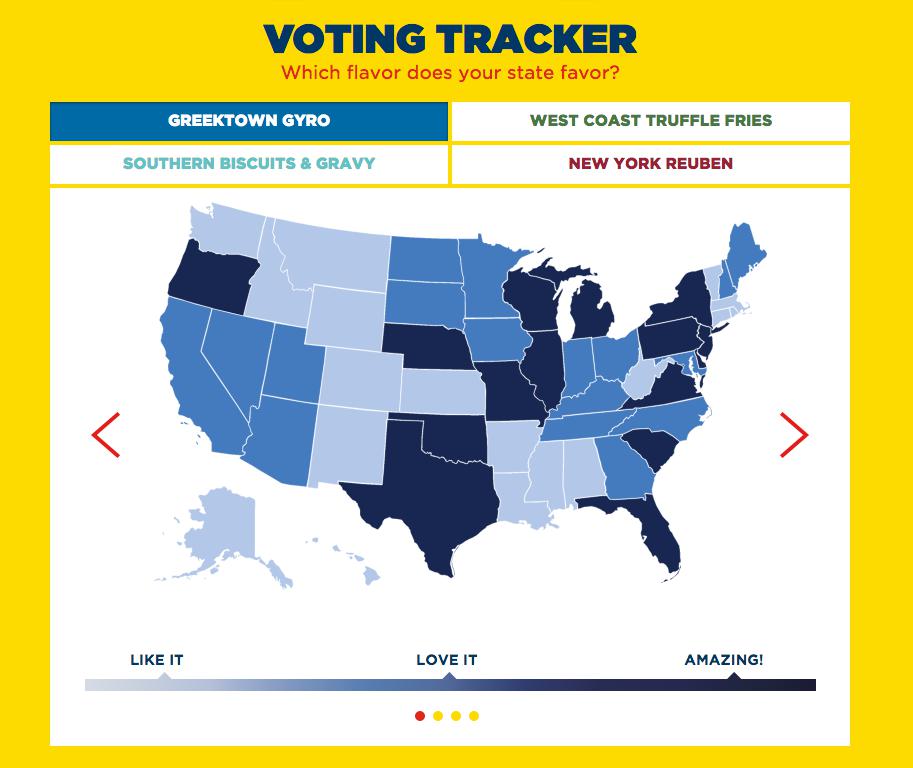 VOTING TRACKER
Which flavor does your state favor?
GREEKTOWN GYRO
WEST COAST TRUFFLE FRIES
SOUTHERN BISCUITS & GRAVY
NEW YORK REUBEN
LIKE IT
LOVE IT
AMAZING!